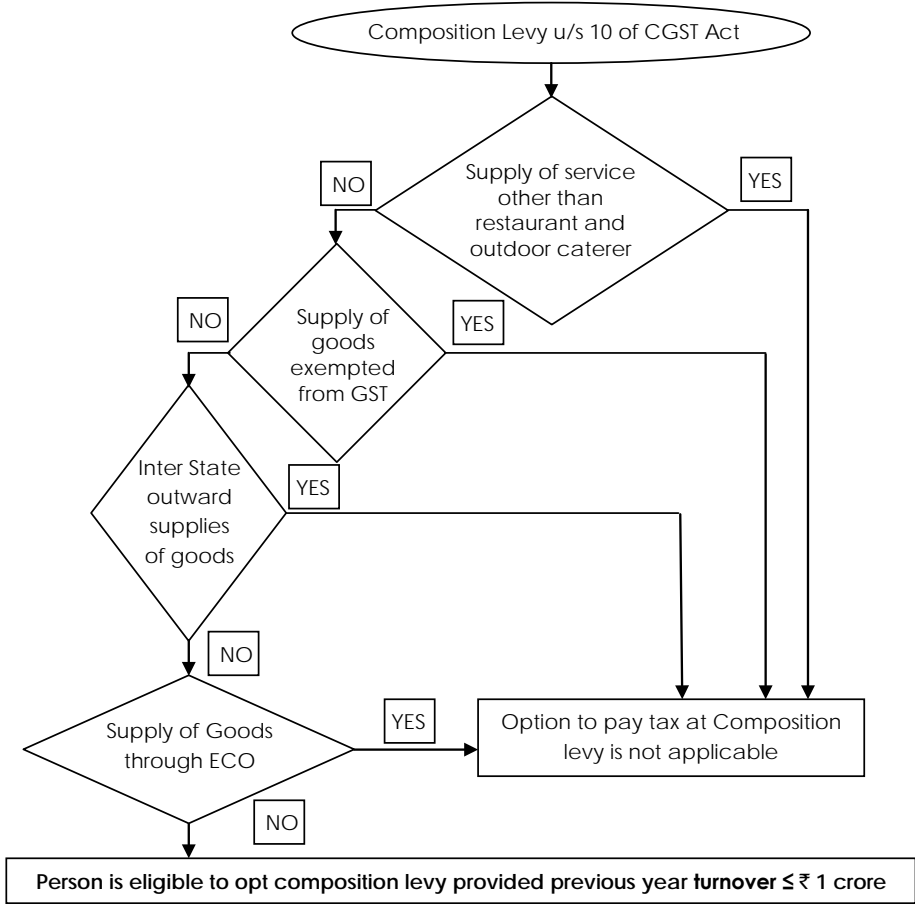 Composition Levy u/s 10 of CGST Act
Supply of service
other than
restaurant and
outdoor caterer
NO
YES
Supply of
goods
exempted
from GST
NO
YES
Inter State
outward
supplies
of goods
YES
NO
Supply of Goods
through ECO
YES
Option to pay tax at Composition
levy is not applicable
NO
Person is eligible to opt composition levy provided previous year turnover ≤ ₹ 1 crore